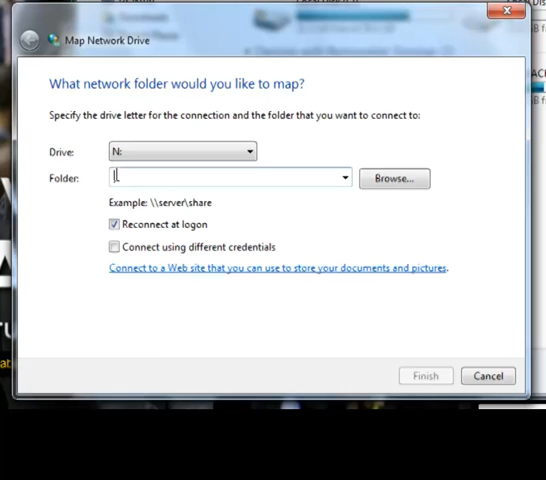 Map Network Drive
What network folder would you like to map?
Specify the drive letter for the connection and the folder that you want to connect to:
Drive: N:
Folder: Browse...
Example: \\server\share
Reconnect at logon
Connect using different credentials
Connect to a Web site that you can use to store your documents and pictures.
Finish Cancel